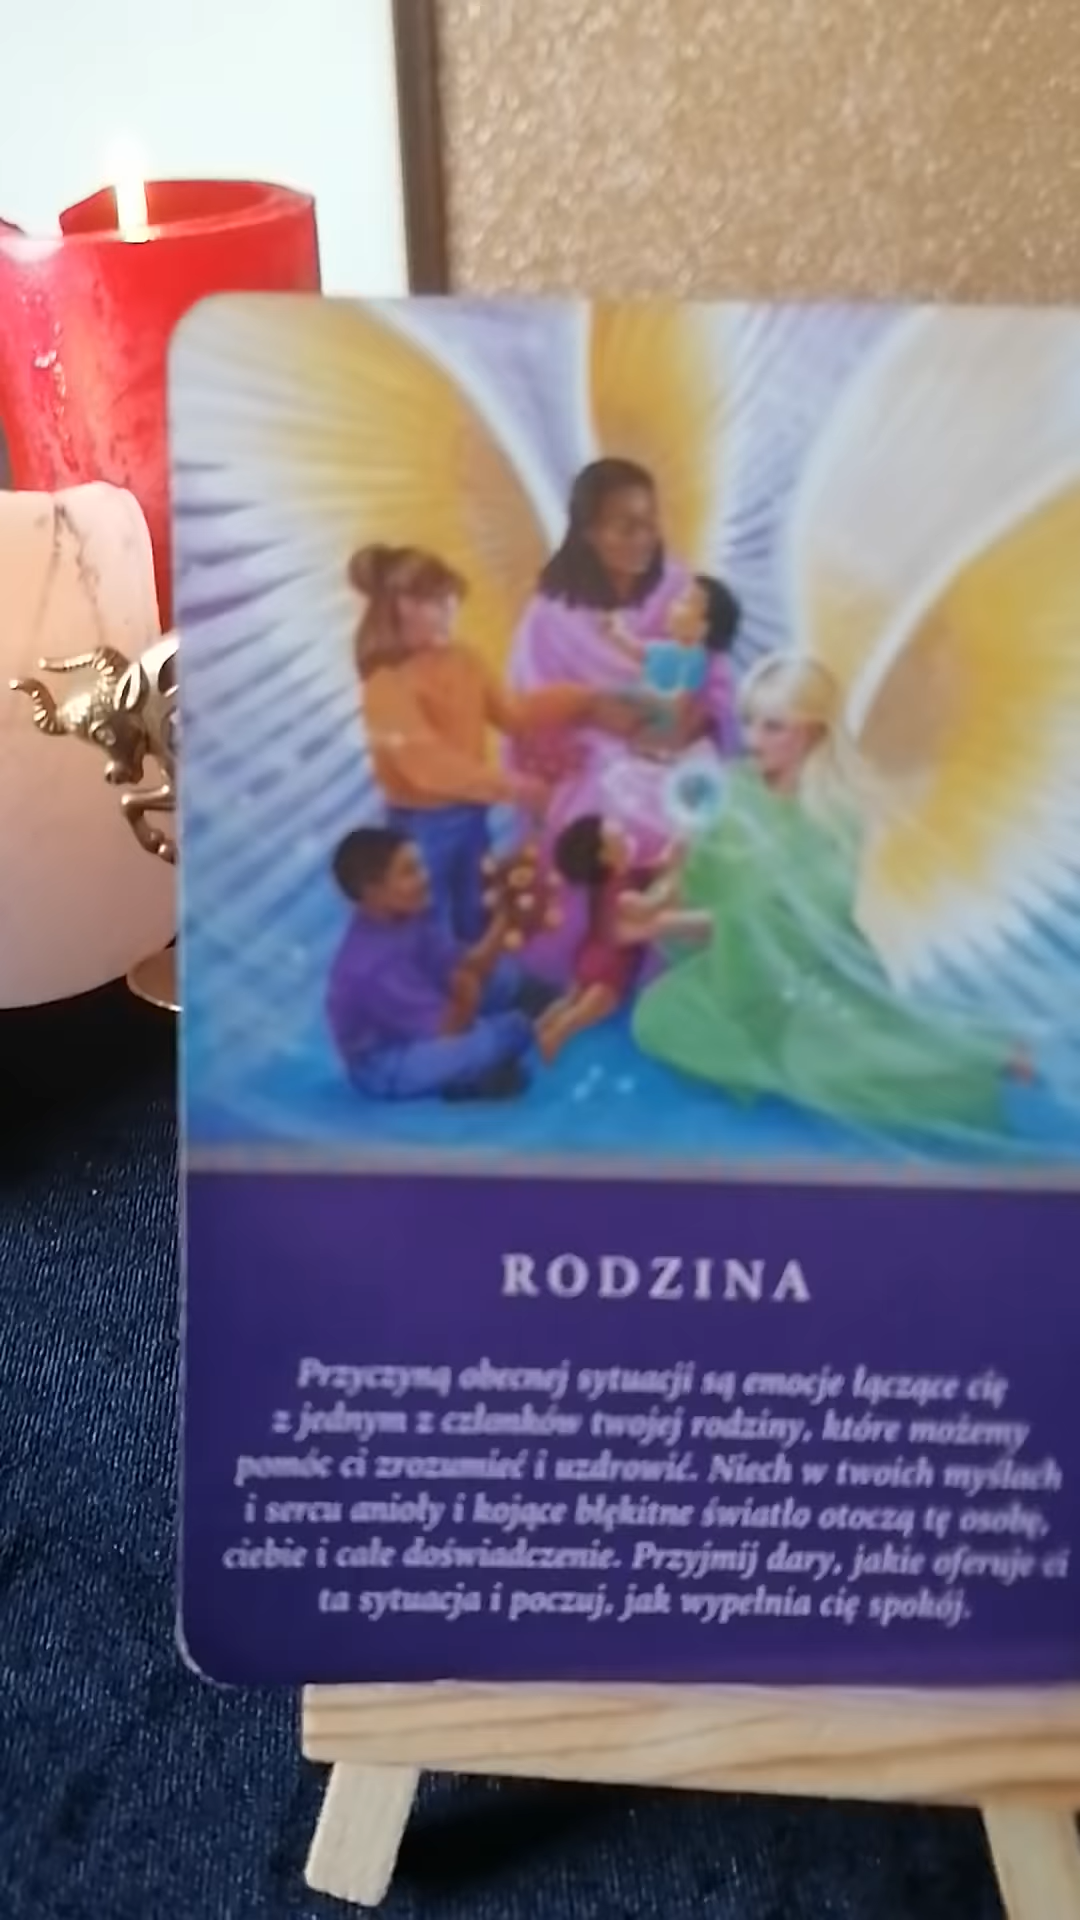 RODZINA
Przyczyną obecnej sytuacji są emocje łączące cię
z jednym z członków twojej rodziny, które możemy
pomóc ci zrozumieć i uzdrowić. Niech w twoich myślach
i sercu anioły i kojące błękitne światło otoczą tę osobę,
ciebie i całe doświadczenie. Przyjmij dary, jakie oferuje ci
ta sytuacja i poczuj, jak wypełnia cię spokój.